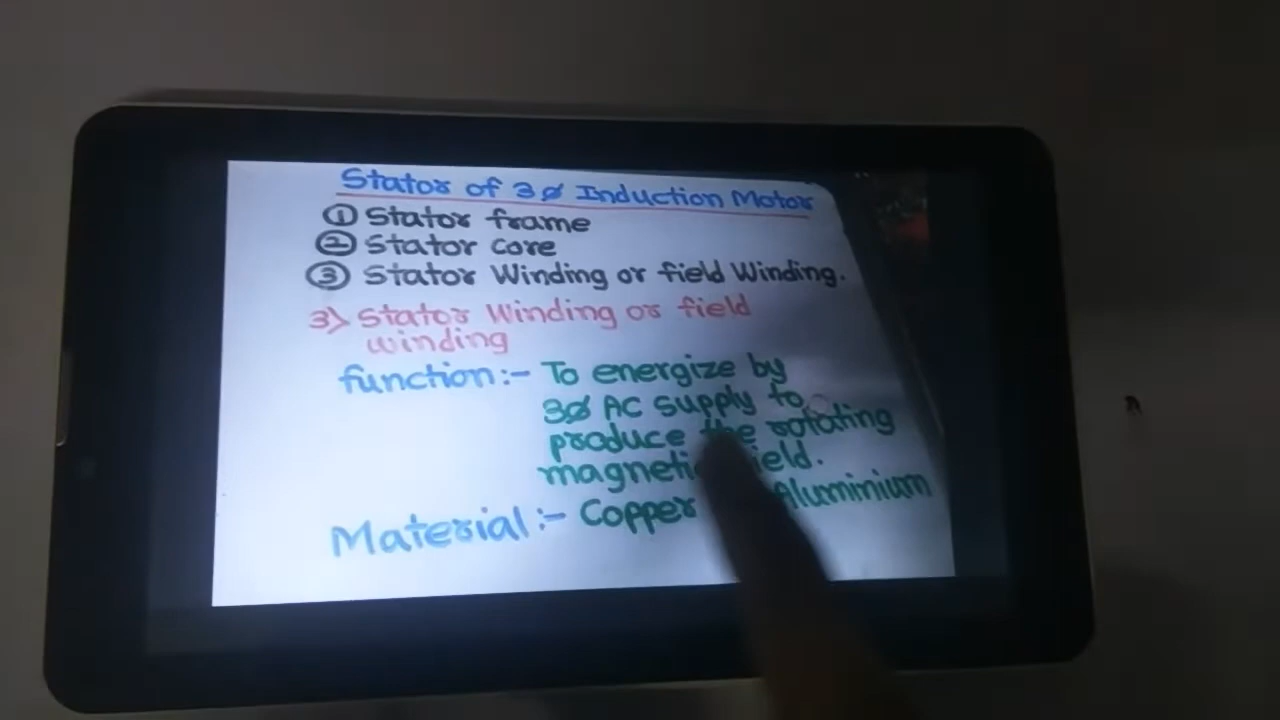 Stator of 3ø Induction Motor
① Stator frame
② Stator core
③ Stator Winding or field Winding.
3) Stator Winding or field
winding
function:- To energize by
3ø AC supply to
produce the rotating
magnetic field.
Material:- Copper Aluminium